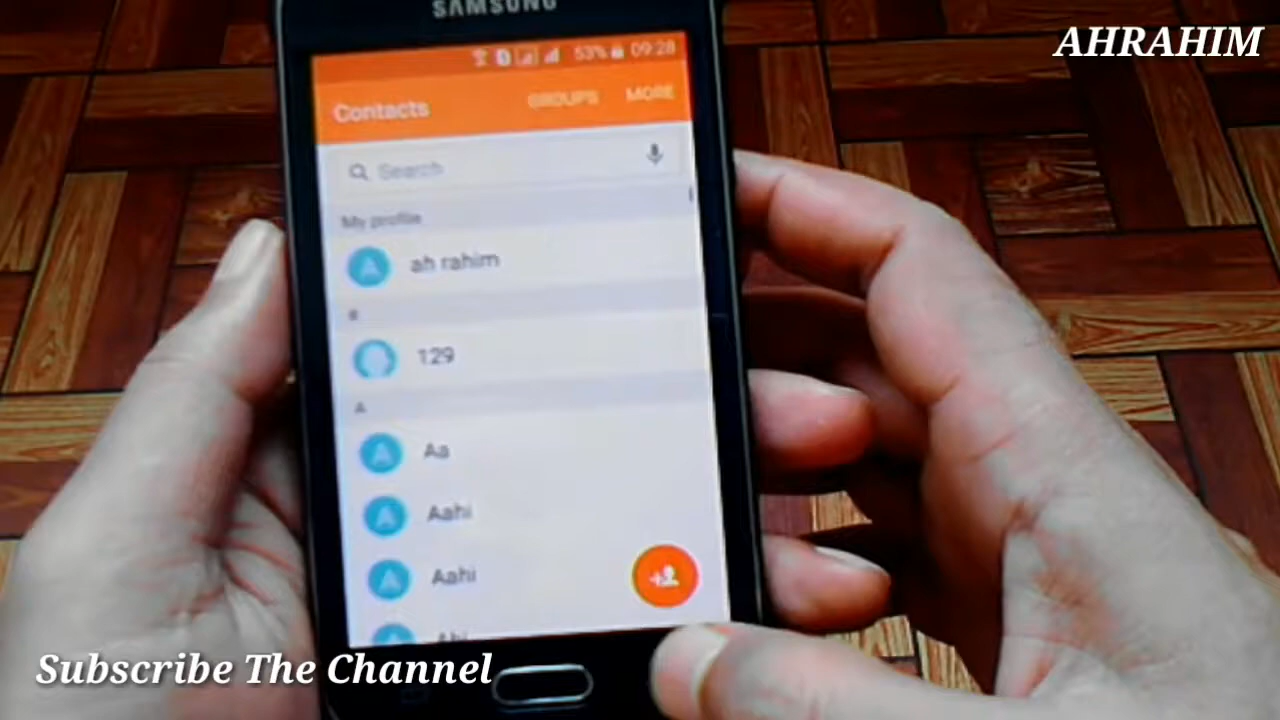 SAMSUNG
AHRAHIM
53% 09:28
Contacts GROUPS MORE
Search
My profile
ah rahim
#
129
A
Aa
Aahi
Aahi
Ahi
Subscribe The Channel